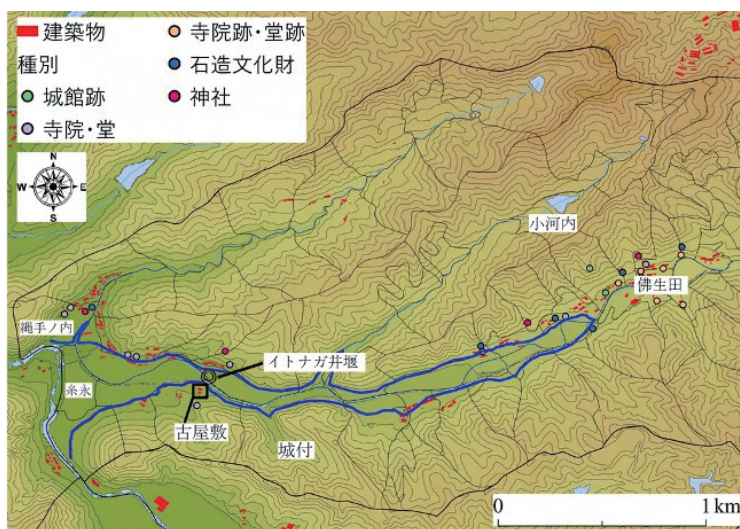 建築物
寺院跡・堂跡
種別
石造文化財
城館跡
神社
寺院・堂
N
W
E
S
小河内
佛生田
縄手ノ内
イトナガ井堰
糸永
古屋敷
城付
0
1km